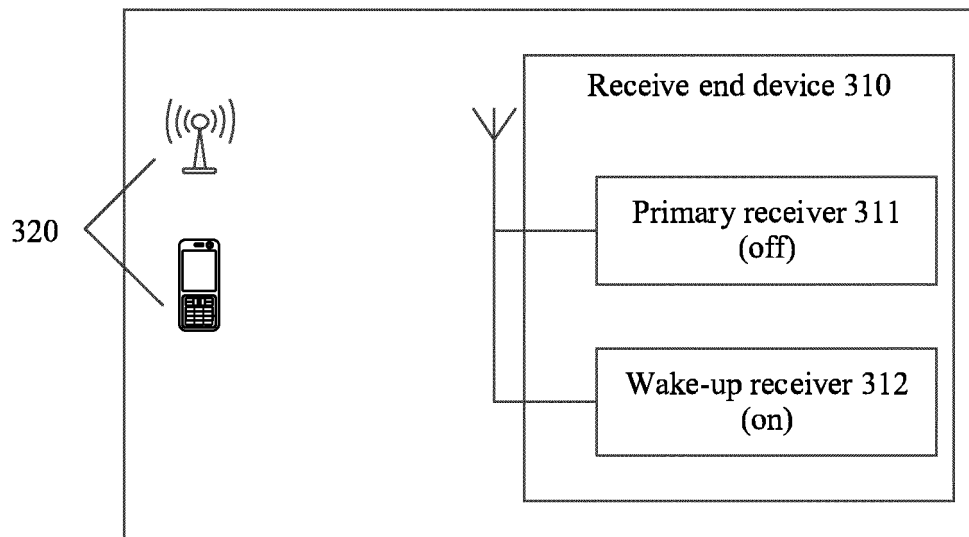 Receive end device 310
Primary receiver 311
(off)
320
Wake-up receiver 312
(on)